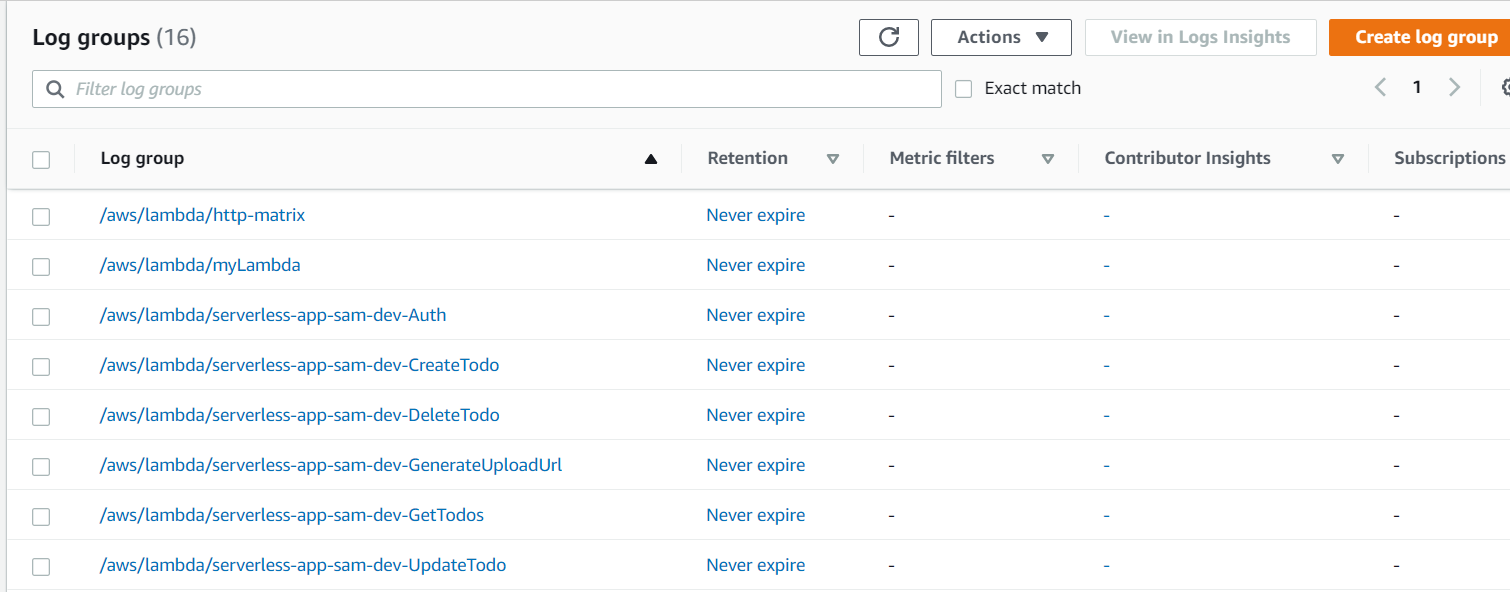 Log groups (16)
Actions
View in Logs Insights
Create log group
Filter log groups
Exact match
1
Log group Retention Metric filters Contributor Insights Subscriptions
/aws/lambda/http-matrix Never expire - - -
/aws/lambda/myLambda Never expire - - -
/aws/lambda/serverless-app-sam-dev-Auth Never expire - - -
/aws/lambda/serverless-app-sam-dev-CreateTodo Never expire - - -
/aws/lambda/serverless-app-sam-dev-DeleteTodo Never expire - - -
/aws/lambda/serverless-app-sam-dev-GenerateUploadUrl Never expire - - -
/aws/lambda/serverless-app-sam-dev-GetTodos Never expire - - -
/aws/lambda/serverless-app-sam-dev-UpdateTodo Never expire - - -